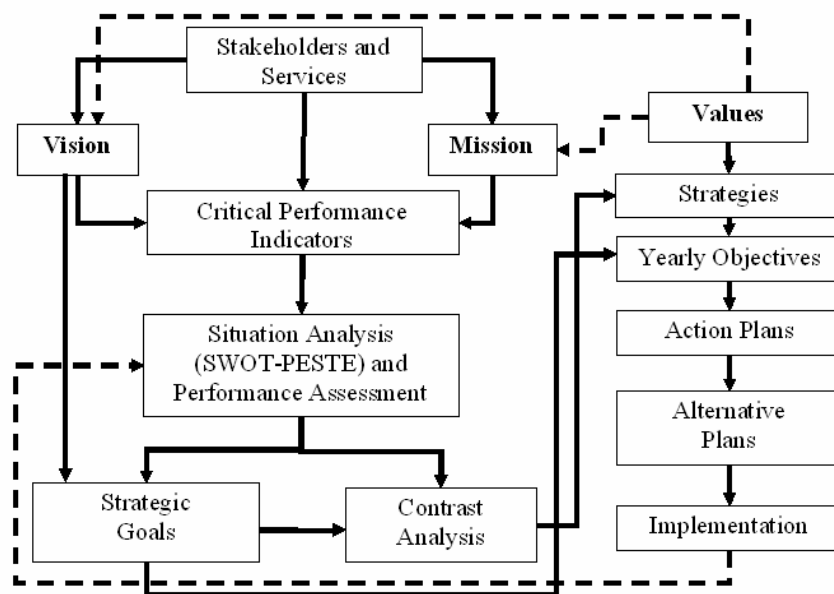 Stakeholders and
Services
Vision
Mission
Values
Critical Performance
Indicators
Strategies
Yearly Objectives
Situation Analysis
(SWOT-PESTE) and
Performance Assessment
Action Plans
Alternative
Plans
Strategic
Goals
Contrast
Analysis
Implementation